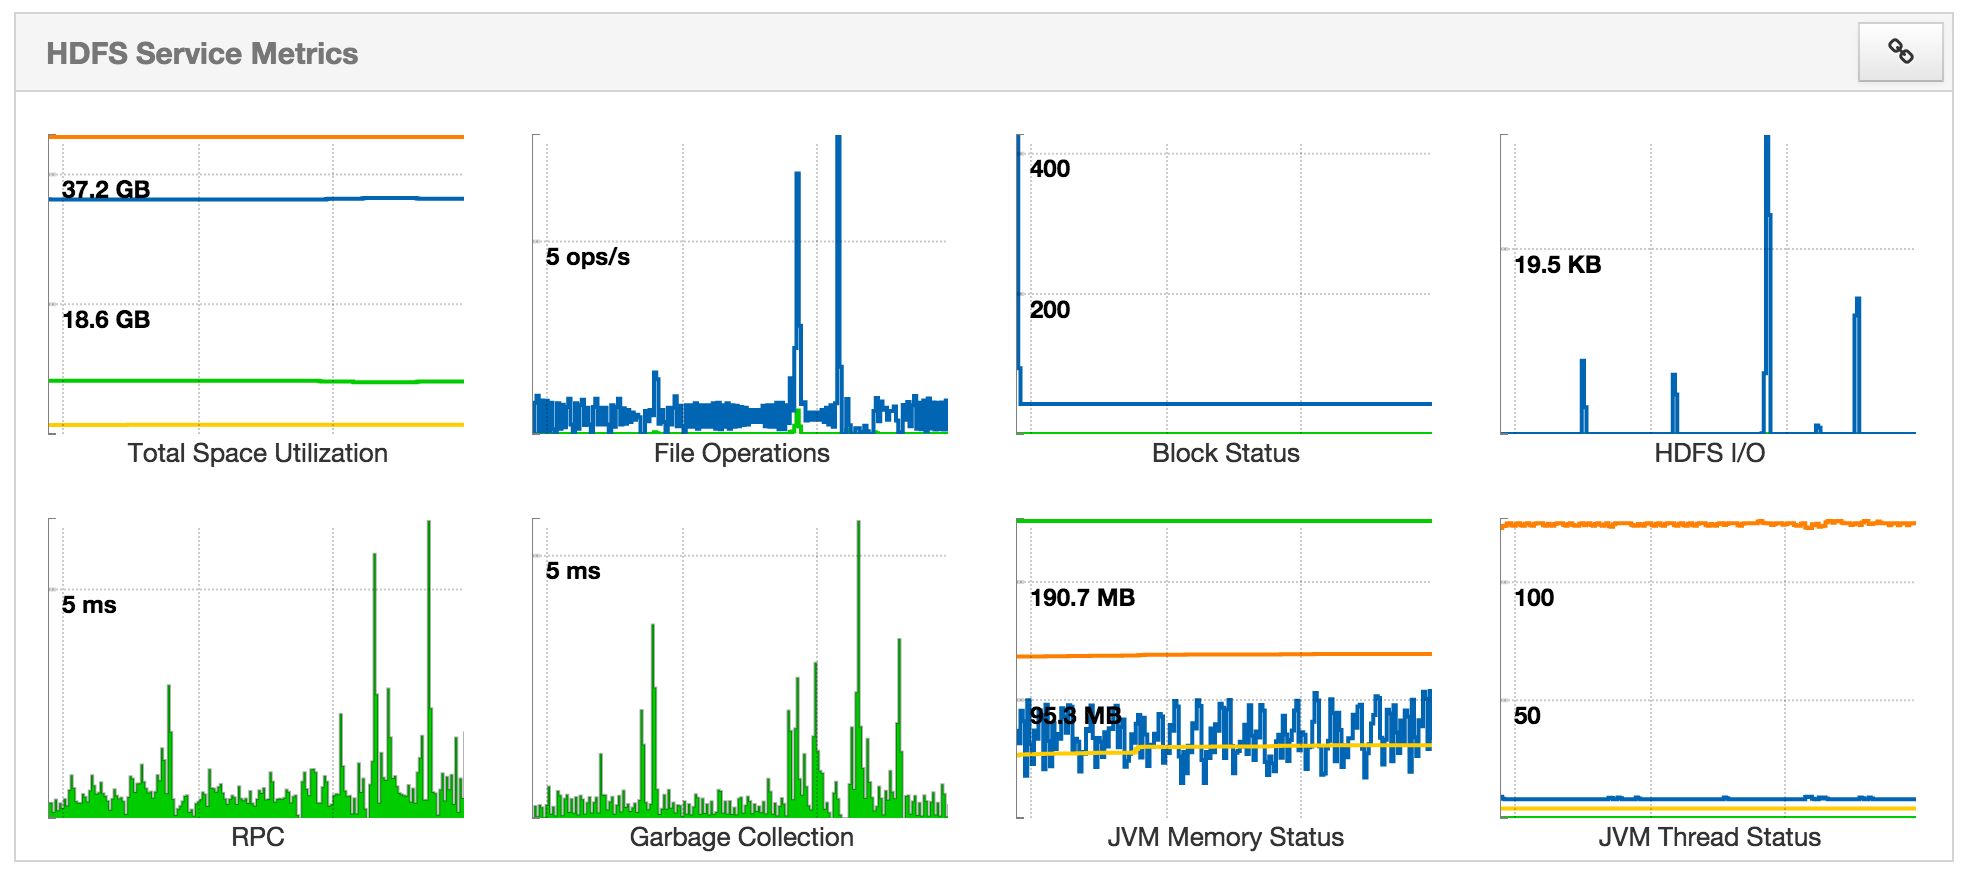 HDFS Service Metrics
37.2 GB
18.6 GB
Total Space Utilization
5 ops/s
File Operations
400
200
Block Status
19.5 KB
HDFS I/O
5 ms
RPC
5 ms
Garbage Collection
190.7 MB
95.3 MB
JVM Memory Status
100
50
JVM Thread Status